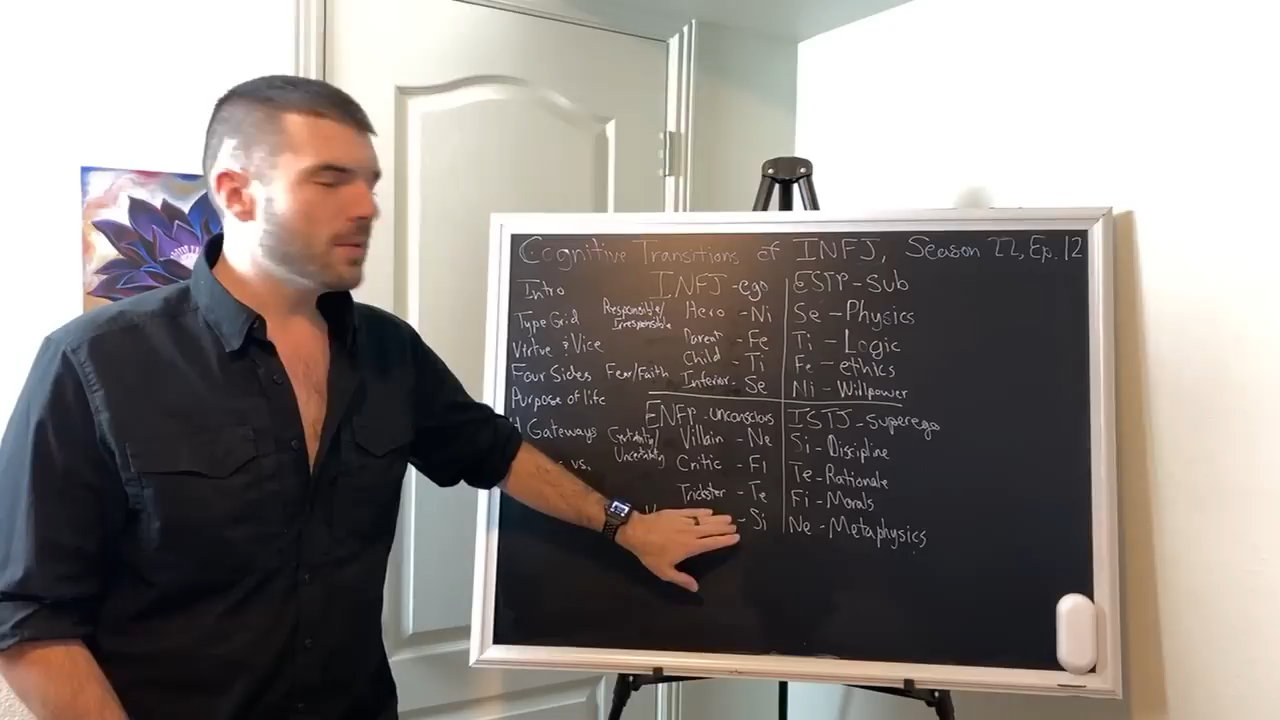 Cognitive Transitions of INFJ, Season 22, Ep. 12
Intro
Type Grid
Virtue & Vice
Four Sides
Purpose of life
4 Gateways
vs.
INFJ-ego
Responsible/
Irresponsible
Hero - Ni
Parent - Fe
Child - Ti
Fear/Faith
Inferior - Se
ESTP-Sub
Se - Physics
Ti - Logic
Fe - ethics
Ni - Willpower
ENFP-unconscious
Certainty/
Uncertainty
Villain - Ne
Critic - Fi
Trickster - Te
- Si
ISTJ-superego
Si - Discipline
Te - Rationale
Fi - Morals
Ne - Metaphysics